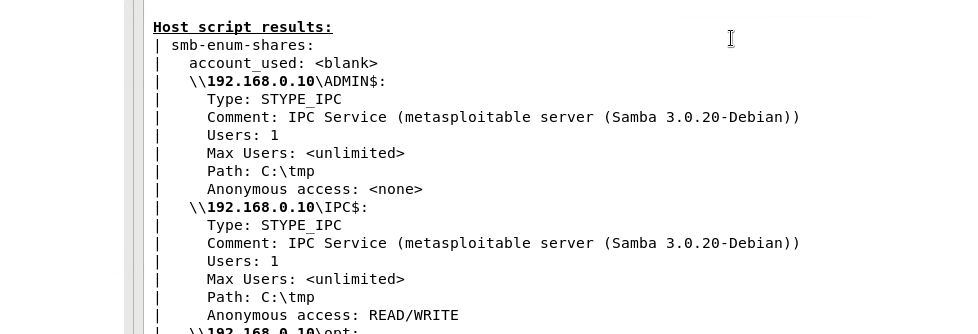 Host script results:
| smb-enum-shares:
|   account_used: <blank>
|   \\192.168.0.10\ADMIN$:
|     Type: STYPE_IPC
|     Comment: IPC Service (metasploitable server (Samba 3.0.20-Debian))
|     Users: 1
|     Max Users: <unlimited>
|     Path: C:\tmp
|     Anonymous access: <none>
|   \\192.168.0.10\IPC$:
|     Type: STYPE_IPC
|     Comment: IPC Service (metasploitable server (Samba 3.0.20-Debian))
|     Users: 1
|     Max Users: <unlimited>
|     Path: C:\tmp
|     Anonymous access: READ/WRITE
|   \\192.168.0.10\opt: